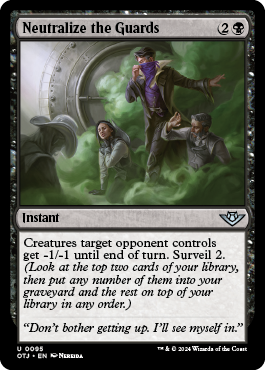 Neutralize the Guards 2
Instant
Creatures target opponent controls
get -1/-1 until end of turn. Surveil 2.
(Look at the top two cards of your library,
then put any number of them into your
graveyard and the rest on top of your
library in any order.)
“Don’t bother getting up. I’ll see myself in.”
U 0095
OTJ • EN Nereida
™ & © 2024 Wizards of the Coast